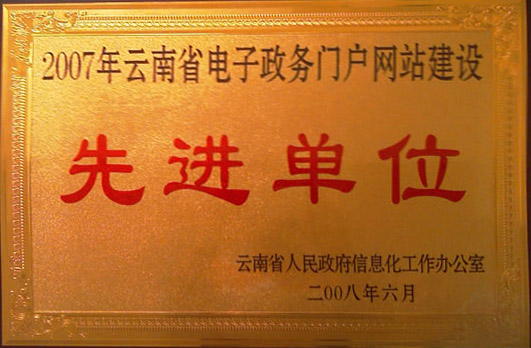 2007年云南省电子政务门户网站建设
先进单位
云南省人民政府信息化工作办公室
二00八年六月